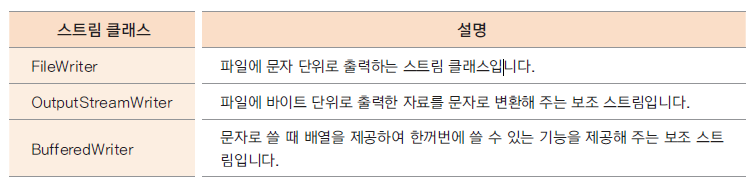 스트림 클래스 설명
FileWriter 파일에 문자 단위로 출력하는 스트림 클래스입니다.
OutputStreamWriter 파일에 바이트 단위로 출력한 자료를 문자로 변환해 주는 보조 스트림입니다.
BufferedWriter 문자로 쓸 때 배열을 제공하여 한꺼번에 쓸 수 있는 기능을 제공해 주는 보조 스트
림입니다.